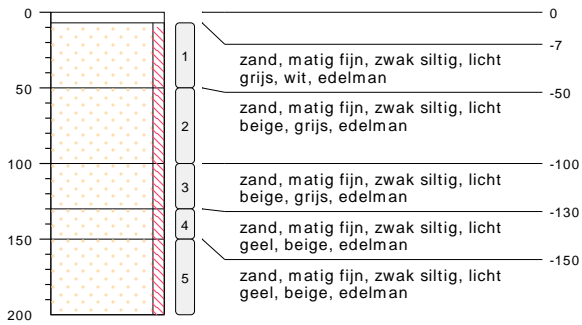 0
50
100
150
200
1
2
3
4
5
0
-7
zand, matig fijn, zwak siltig, licht
grijs, wit, edelman
-50
zand, matig fijn, zwak siltig, licht
beige, grijs, edelman
-100
zand, matig fijn, zwak siltig, licht
beige, grijs, edelman
-130
zand, matig fijn, zwak siltig, licht
geel, beige, edelman
-150
zand, matig fijn, zwak siltig, licht
geel, beige, edelman